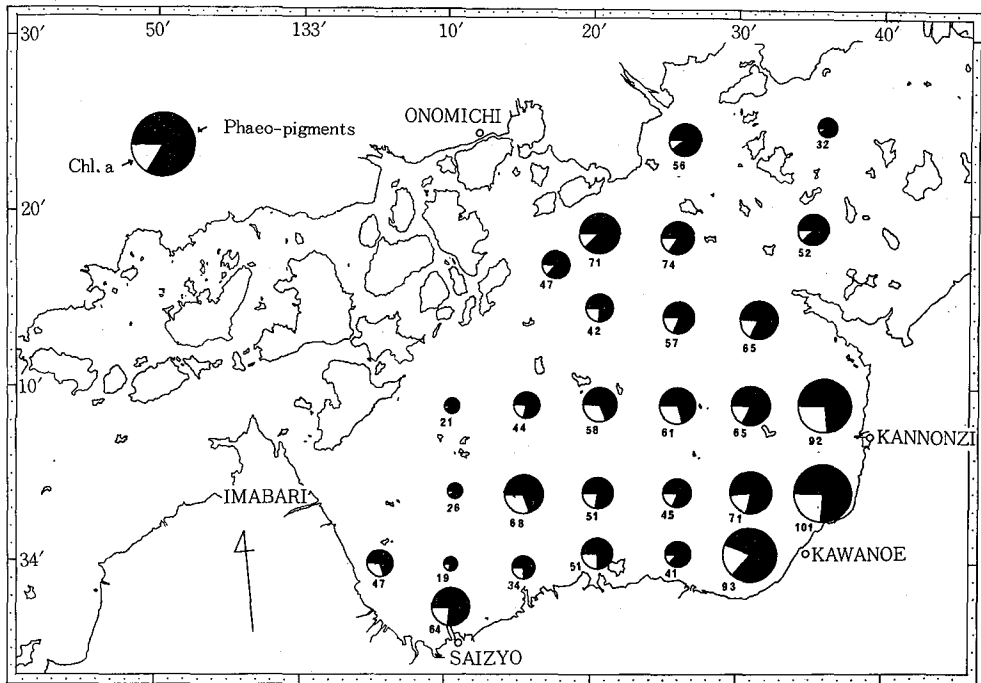 30′ 50′ 133° 10′ 20′ 30′ 40′
ONOMICHI
Phaeo-pigments
Chl. a
56 32
20′
71 74 52
47
42 57 65
10′
21 44 58 61 65 92
KANNONZI
IMABARI
26 68 51 45 71 101
34′ KAWANOE
47 19 34 51 41 93
64
SAIZYO